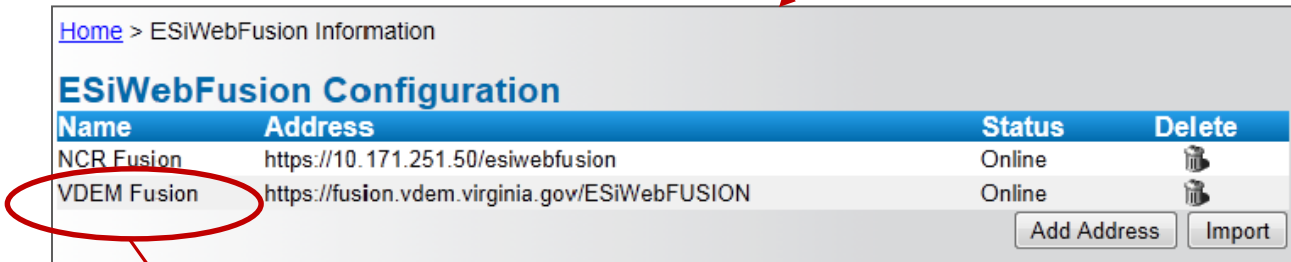 Home > ESiWebFusion Information
ESiWebFusion Configuration
Name Address Status Delete
NCR Fusion https://10.171.251.50/esiwebfusion Online
VDEM Fusion https://fusion.vdem.virginia.gov/ESiWebFUSION Online
Add Address Import